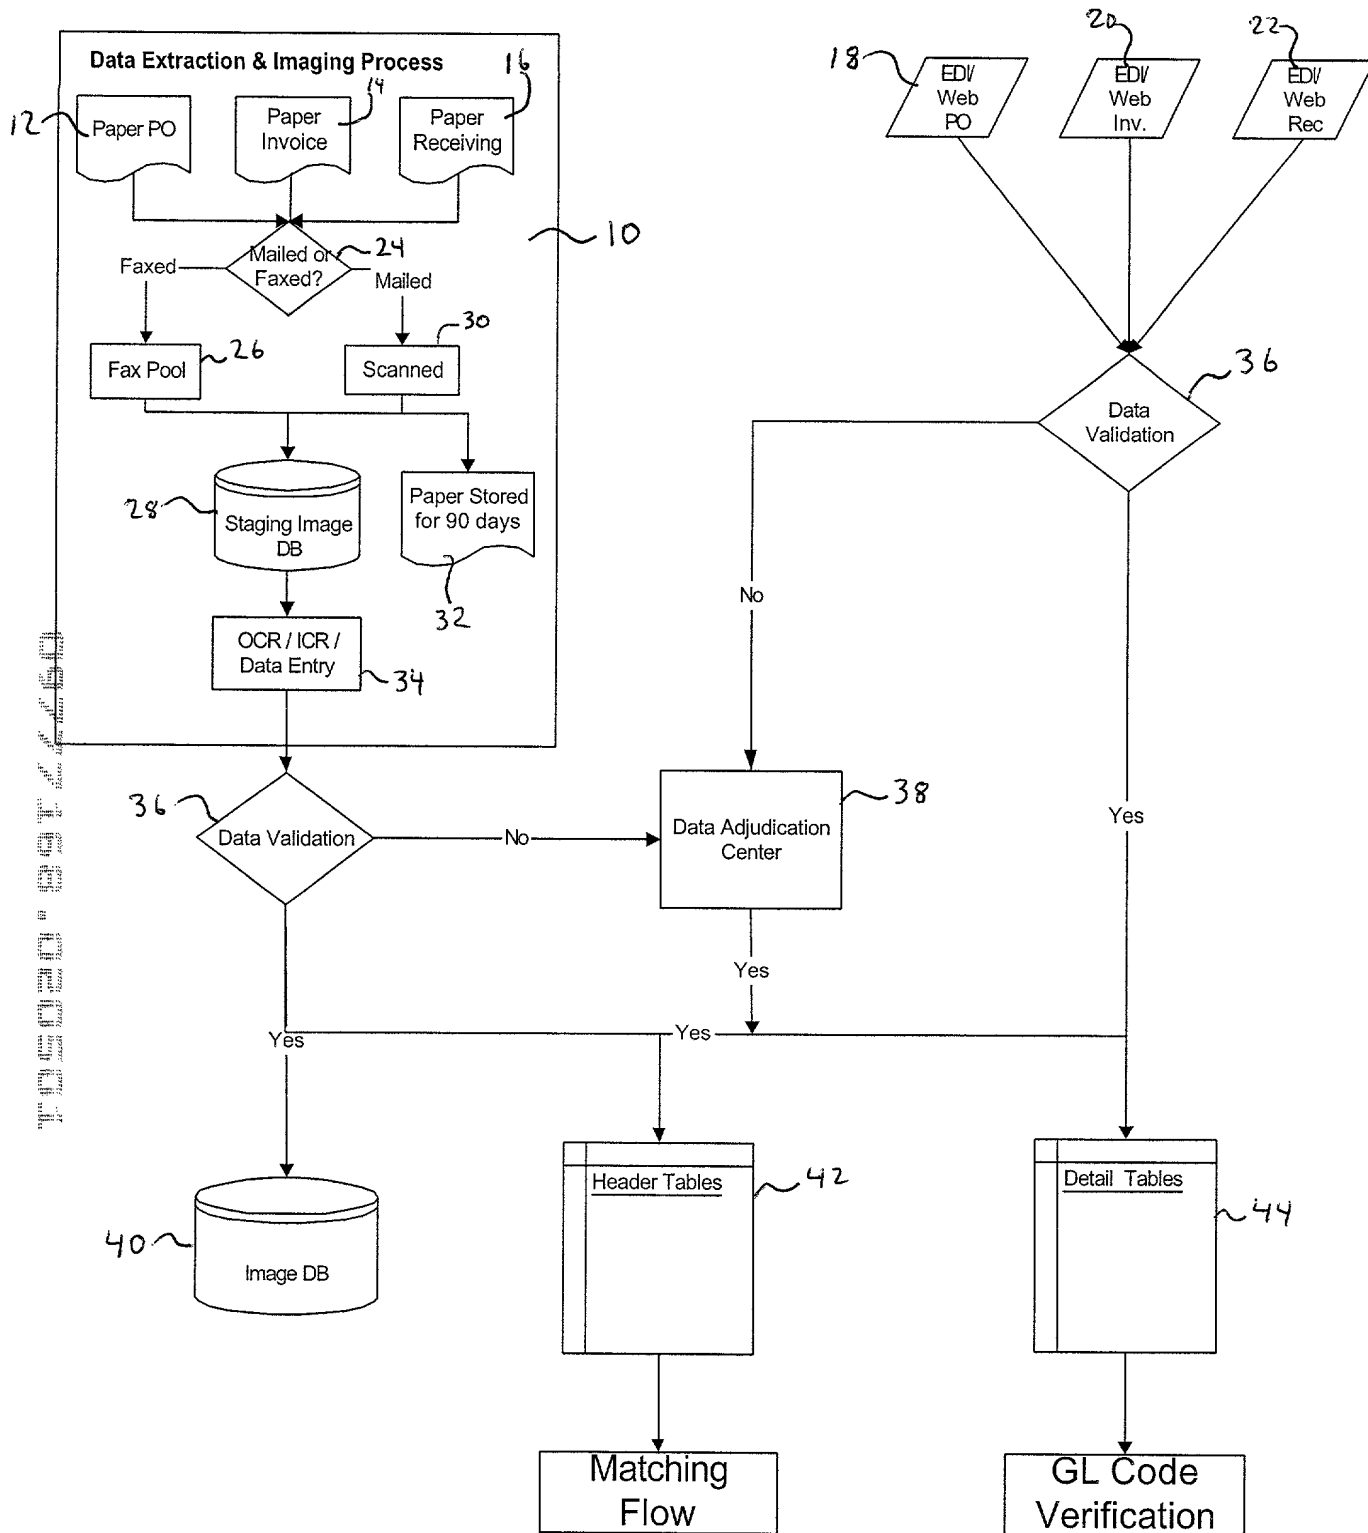 Data Extraction & Imaging Process
12
Paper PO
14
Paper
Invoice
16
Paper
Receiving
18
EDI/
Web
PO
20
EDI/
Web
Inv.
22
EDI/
Web
Rec
10
24
Mailed or
Faxed?
Faxed
Mailed
26
Fax Pool
30
Scanned
36
Data
Validation
28
Staging Image
DB
Paper Stored
for 90 days
32
No
OCR / ICR /
Data Entry
34
36
Data Validation
No
38
Data Adjudication
Center
Yes
Yes
Yes
Yes
40
Image DB
42
Header Tables
44
Detail Tables
Matching
Flow
GL Code
Verification